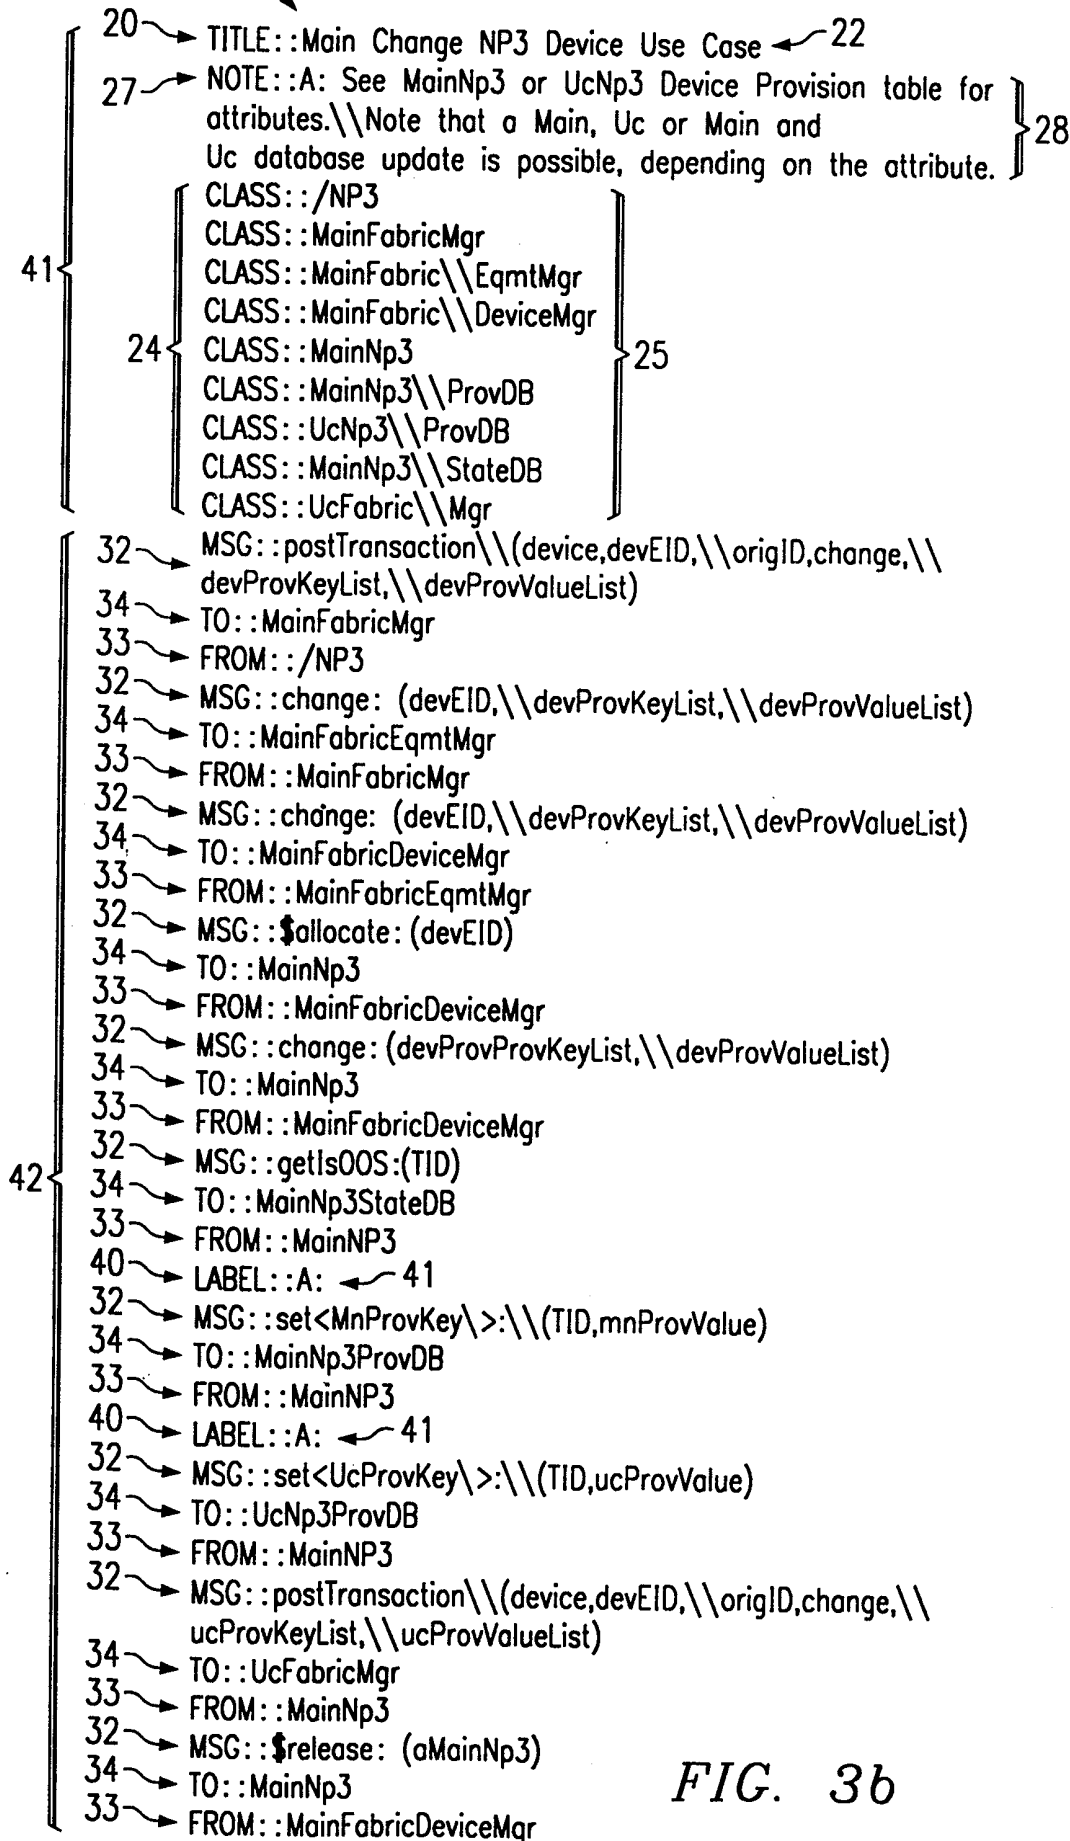 20 TITLE::Main Change NP3 Device Use Case 22
27 NOTE::A: See MainNp3 or UcNp3 Device Provision table for
attributes.\\Note that a Main, Uc or Main and 28
Uc database update is possible, depending on the attribute.
CLASS::/NP3
CLASS::MainFabricMgr
41 CLASS::MainFabric\\EqmtMgr
CLASS::MainFabric\\DeviceMgr
24 CLASS::MainNp3 25
CLASS::MainNp3\\ProvDB
CLASS::UcNp3\\ProvDB
CLASS::MainNp3\\StateDB
CLASS::UcFabric\\Mgr
32 MSG::postTransaction\\(device,devEID,\\origID,change,\\
devProvKeyList,\\devProvValueList)
34 TO::MainFabricMgr
33 FROM::/NP3
32 MSG::change: (devEID,\\devProvKeyList,\\devProvValueList)
34 TO::MainFabricEqmtMgr
33 FROM::MainFabricMgr
32 MSG::change: (devEID,\\devProvKeyList,\\devProvValueList)
34 TO::MainFabricDeviceMgr
33 FROM::MainFabricEqmtMgr
32 MSG::$allocate:(devEID)
34 TO::MainNp3
33 FROM::MainFabricDeviceMgr
32 MSG::change:(devProvProvKeyList,\\devProvValueList)
34 TO::MainNp3
33 FROM::MainFabricDeviceMgr
42 32 MSG::getIsOOS:(TID)
34 TO::MainNp3StateDB
33 FROM::MainNP3
40 LABEL::A: 41
32 MSG::set<MnProvKey\>:\\(TID,mnProvValue)
34 TO::MainNp3ProvDB
33 FROM::MainNP3
40 LABEL::A: 41
32 MSG::set<UcProvKey\>:\\(TID,ucProvValue)
34 TO::UcNp3ProvDB
33 FROM::MainNP3
32 MSG::postTransaction\\(device,devEID,\\origID,change,\\
ucProvKeyList,\\ucProvValueList)
34 TO::UcFabricMgr
33 FROM::MainNp3
32 MSG::$release: (aMainNp3)
34 TO::MainNp3
33 FROM::MainFabricDeviceMgr
FIG. 3b